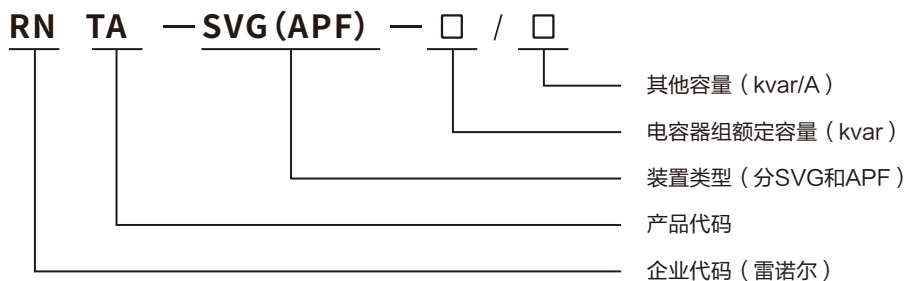 RN TA —SVG(APF)—□/□
其他容量（kvar/A）
电容器组额定容量（kvar）
装置类型（分SVG和APF）
产品代码
企业代码（雷诺尔）